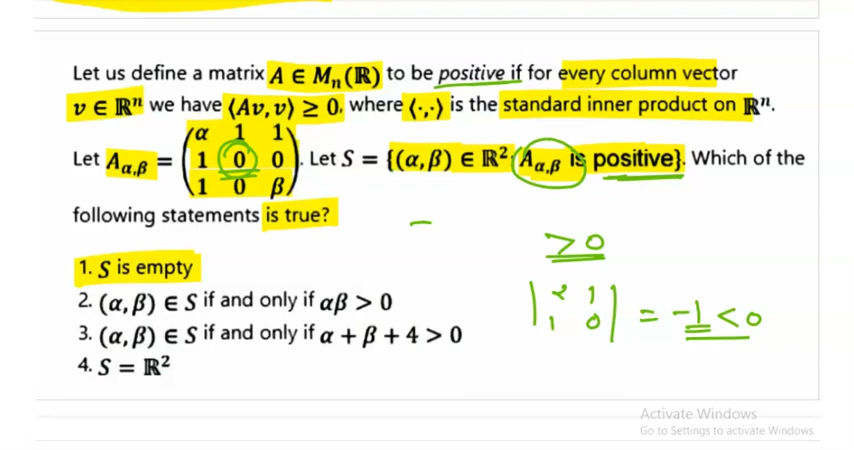 Let us define a matrix A ∈ Mₙ(ℝ) to be positive if for every column vector
v ∈ ℝⁿ we have ⟨Av, v⟩ ≥ 0, where ⟨·,·⟩ is the standard inner product on ℝⁿ.
α 1 1
Let A_{α,β} = ( 1 0 0 ). Let S = {(α, β) ∈ ℝ²: A_{α,β} is positive}. Which of the
1 0 β
following statements is true?
≥0
1. S is empty
2. (α, β) ∈ S if and only if αβ > 0
| α 1 |
| 1 0 | = -1 < 0
3. (α, β) ∈ S if and only if α + β + 4 > 0
4. S = ℝ²
Activate Windows
Go to Settings to activate Windows.